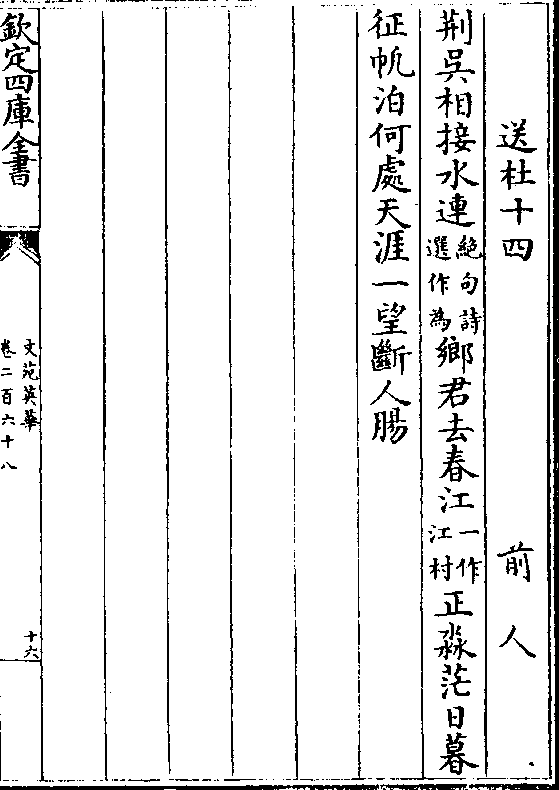 送杜十四 前人
荆吳相接水連絶句詩選作為鄉君去春江一作江村正淼茫日暮
征帆泊何處天涯一望斷人腸
欽定四庫全書
文苑英華
卷二百六十八
十六